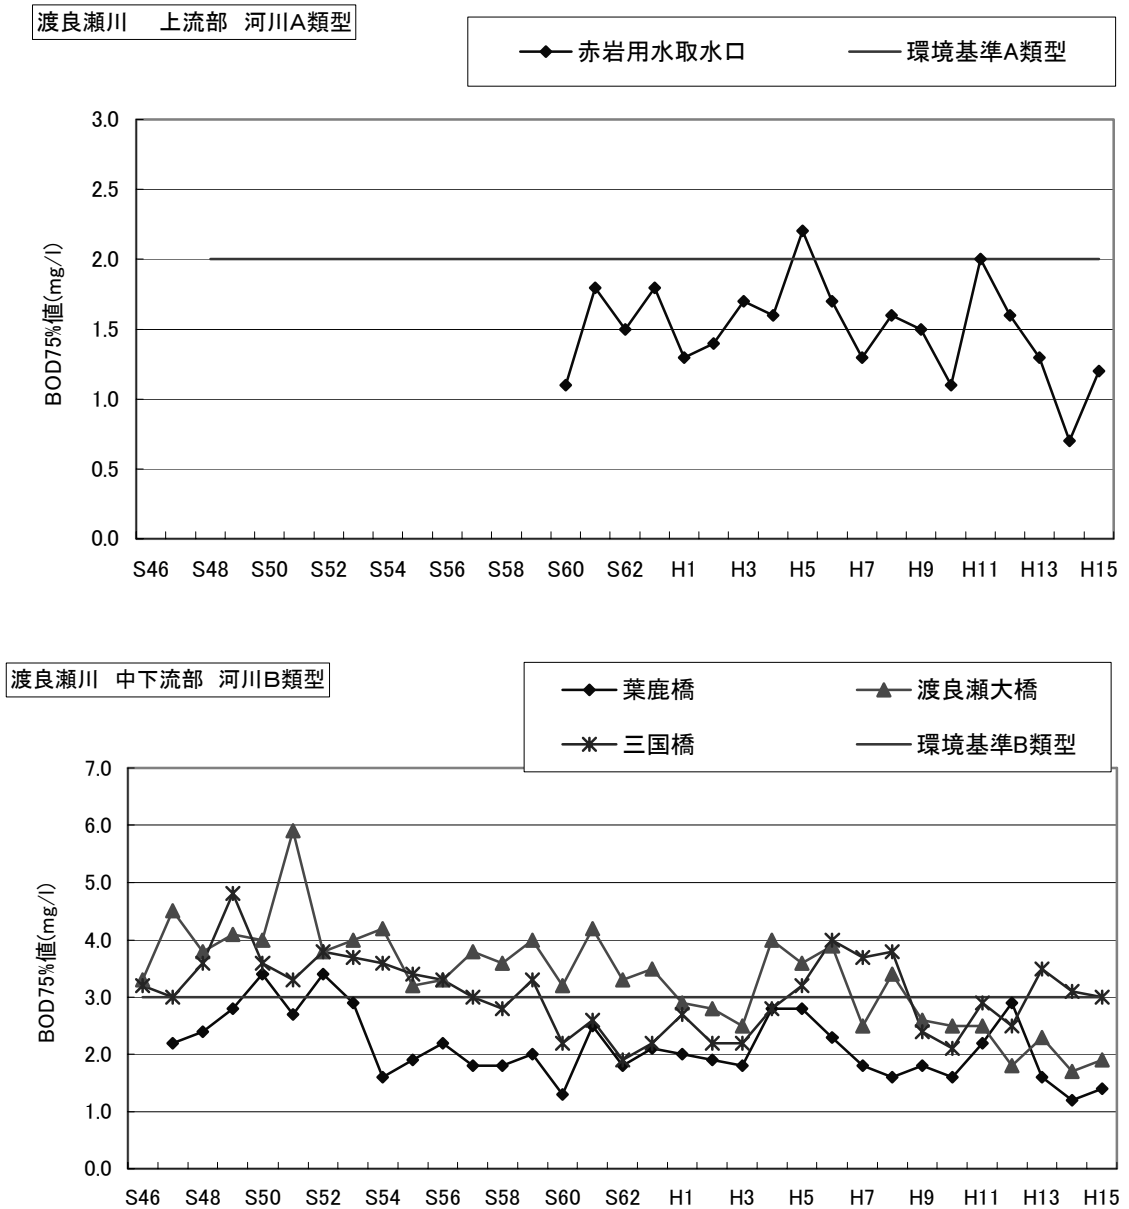 渡良瀬川　上流部　河川A類型
赤岩用水取水口　環境基準A類型
3.0
2.5
2.0
1.5
1.0
0.5
0.0
BOD75%値(mg/l)
S46 S48 S50 S52 S54 S56 S58 S60 S62 H1 H3 H5 H7 H9 H11 H13 H15
渡良瀬川　中下流部　河川B類型
葉鹿橋　渡良瀬大橋
三国橋　環境基準B類型
7.0
6.0
5.0
4.0
3.0
2.0
1.0
0.0
BOD75%値(mg/l)
S46 S48 S50 S52 S54 S56 S58 S60 S62 H1 H3 H5 H7 H9 H11 H13 H15